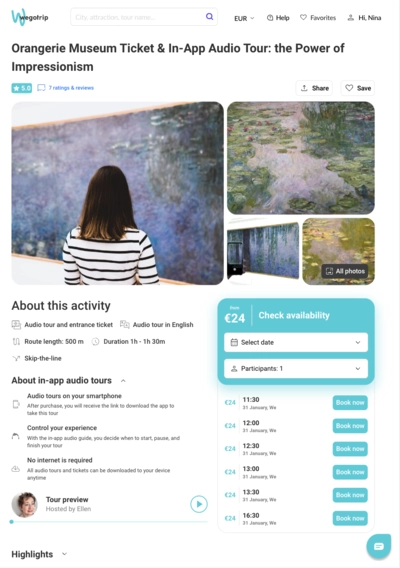 wegotrip
City, attraction, tour name...
EUR
Help
Favorites
Hi, Nina
Orangerie Museum Ticket & In-App Audio Tour: the Power of
Impressionism
5.0
7 ratings & reviews
Share
Save
All photos
About this activity
Audio tour and entrance ticket
Audio tour in English
Route length: 500 m
Duration 1h - 1h 30m
Skip-the-line
About in-app audio tours
Audio tours on your smartphone
After purchase, you will receive the link to download the app to
take this tour
Control your experience
With the in-app audio guide, you decide when to start, pause, and
finish your tour
No internet is required
All audio tours and tickets can be downloaded to your device
anytime
Tour preview
Hosted by Ellen
Highlights
from
€24
Check availability
Select date
Participants: 1
€24
11:30
31 January, We
Book now
€24
12:00
31 January, We
Book now
€24
12:30
31 January, We
Book now
€24
13:00
31 January, We
Book now
€24
13:30
31 January, We
Book now
€24
16:30
31 January, We
Book now